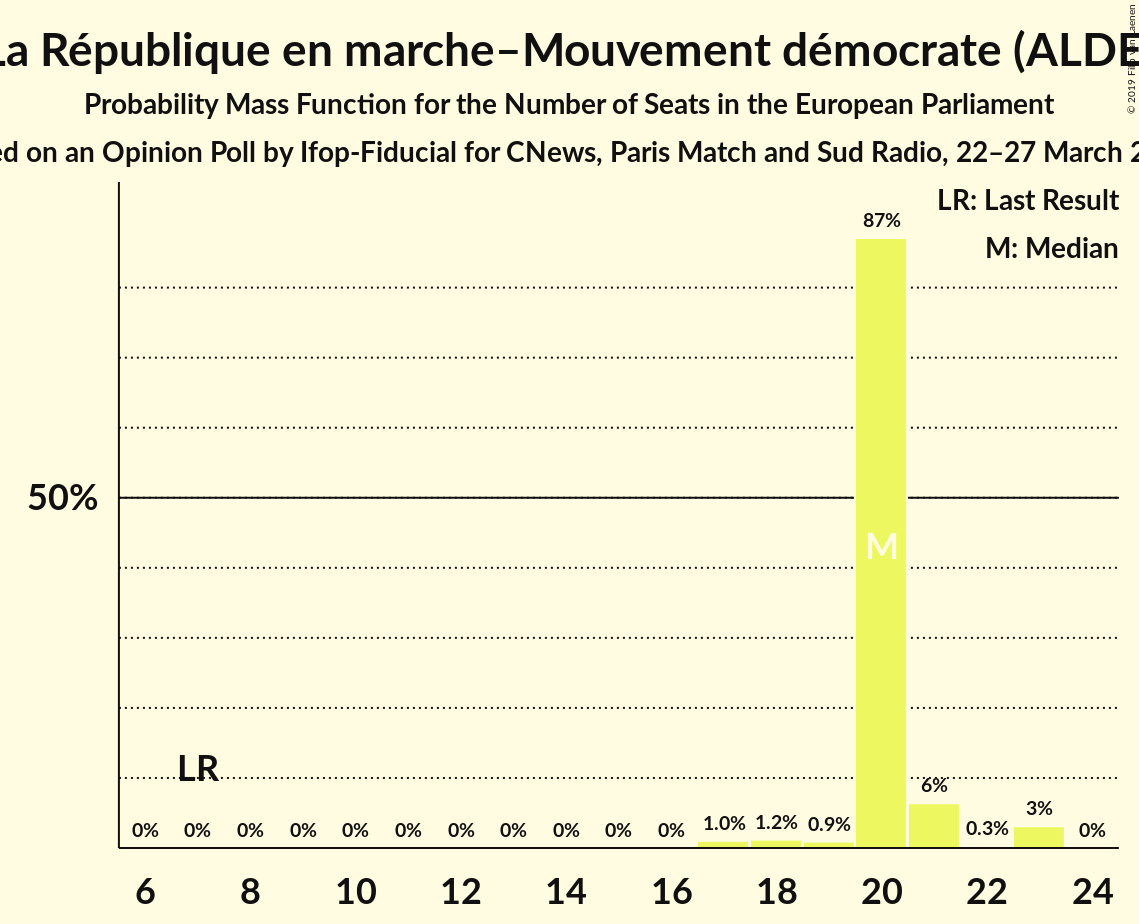 La République en marche–Mouvement démocrate (ALDE
Probability Mass Function for the Number of Seats in the European Parliament
ed on an Opinion Poll by Ifop-Fiducial for CNews, Paris Match and Sud Radio, 22–27 March 2
LR: Last Result
M: Median
87%
50%
M
LR
0% 0% 0% 0% 0% 0% 0% 0% 0% 0% 0% 1.0% 1.2% 0.9% 6% 0.3% 3% 0%
6 8 10 12 14 16 18 20 22 24
© 2019 Filip